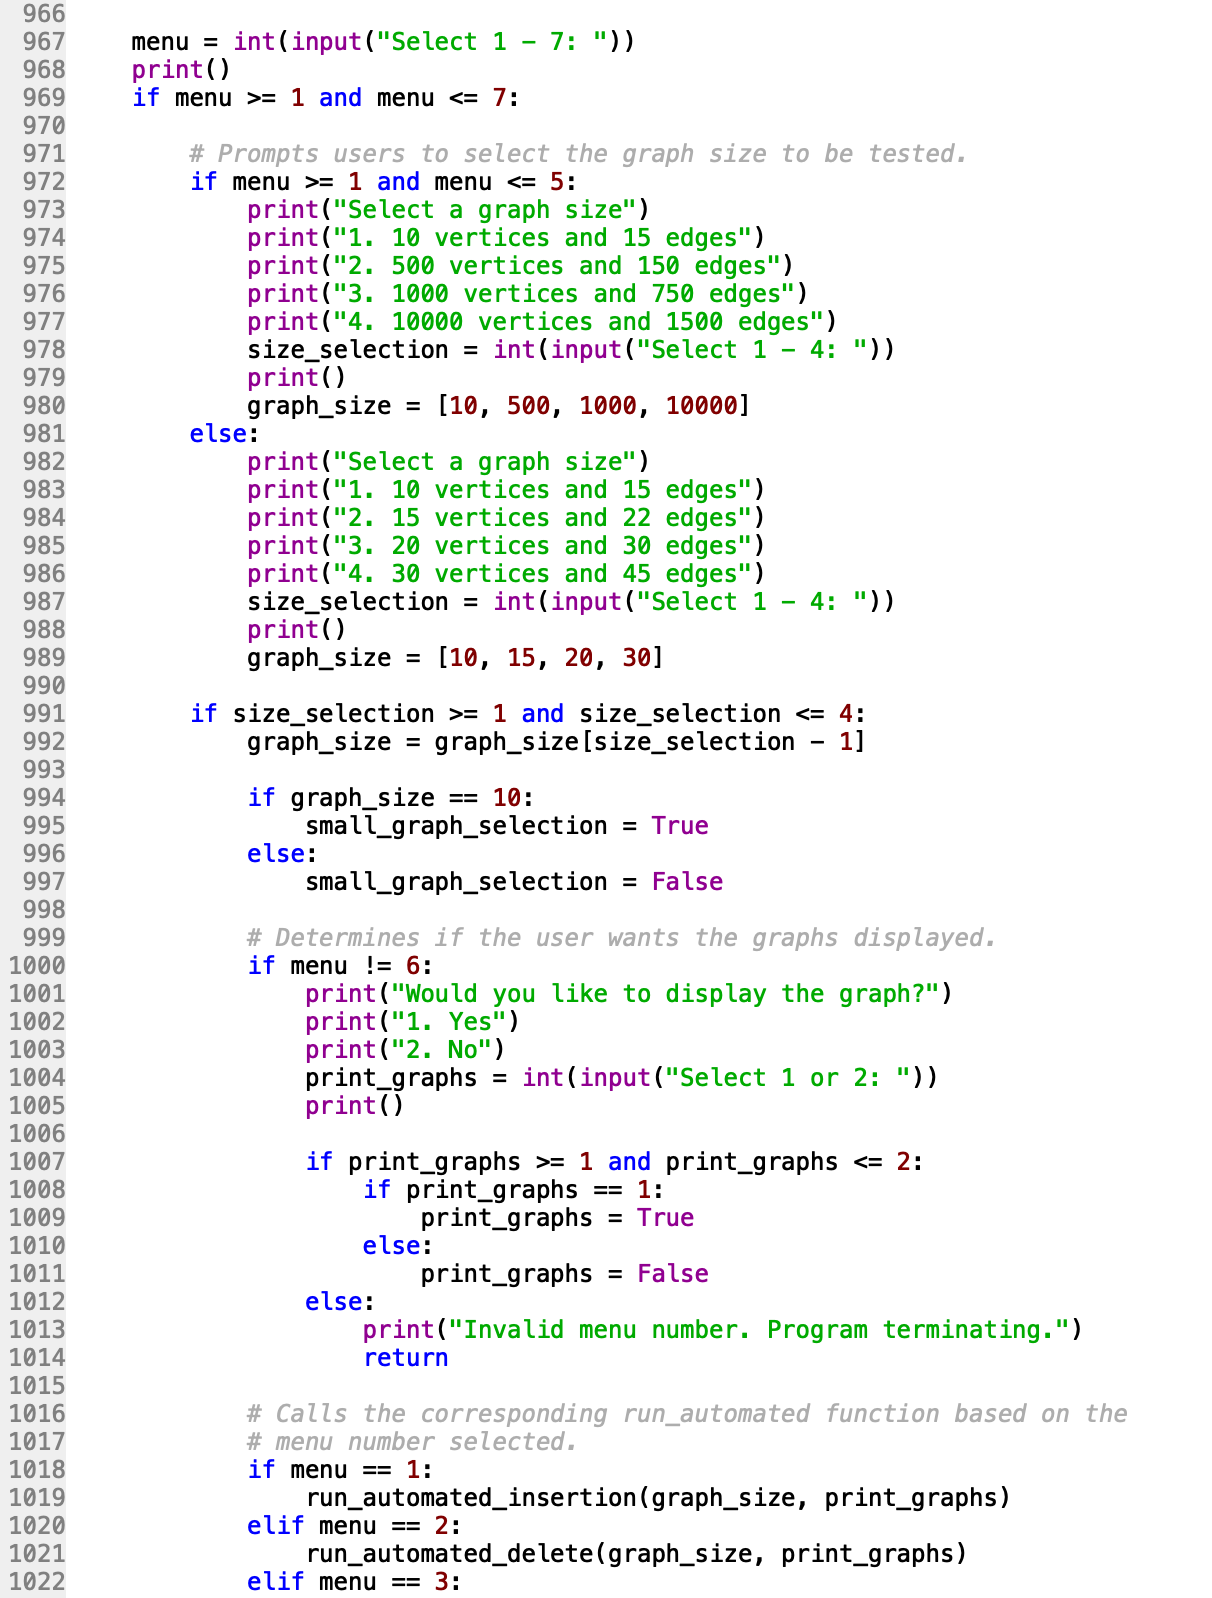 966
967 menu = int(input("Select 1 - 7: "))
968 print()
969 if menu >= 1 and menu <= 7:
970
971 # Prompts users to select the graph size to be tested.
972 if menu >= 1 and menu <= 5:
973 print("Select a graph size")
974 print("1. 10 vertices and 15 edges")
975 print("2. 500 vertices and 150 edges")
976 print("3. 1000 vertices and 750 edges")
977 print("4. 10000 vertices and 1500 edges")
978 size_selection = int(input("Select 1 - 4: "))
979 print()
980 graph_size = [10, 500, 1000, 10000]
981 else:
982 print("Select a graph size")
983 print("1. 10 vertices and 15 edges")
984 print("2. 15 vertices and 22 edges")
985 print("3. 20 vertices and 30 edges")
986 print("4. 30 vertices and 45 edges")
987 size_selection = int(input("Select 1 - 4: "))
988 print()
989 graph_size = [10, 15, 20, 30]
990
991 if size_selection >= 1 and size_selection <= 4:
992 graph_size = graph_size[size_selection - 1]
993
994 if graph_size == 10:
995 small_graph_selection = True
996 else:
997 small_graph_selection = False
998
999 # Determines if the user wants the graphs displayed.
1000 if menu != 6:
1001 print("Would you like to display the graph?")
1002 print("1. Yes")
1003 print("2. No")
1004 print_graphs = int(input("Select 1 or 2: "))
1005 print()
1006
1007 if print_graphs >= 1 and print_graphs <= 2:
1008 if print_graphs == 1:
1009 print_graphs = True
1010 else:
1011 print_graphs = False
1012 else:
1013 print("Invalid menu number. Program terminating.")
1014 return
1015
1016 # Calls the corresponding run_automated function based on the
1017 # menu number selected.
1018 if menu == 1:
1019 run_automated_insertion(graph_size, print_graphs)
1020 elif menu == 2:
1021 run_automated_delete(graph_size, print_graphs)
1022 elif menu == 3: